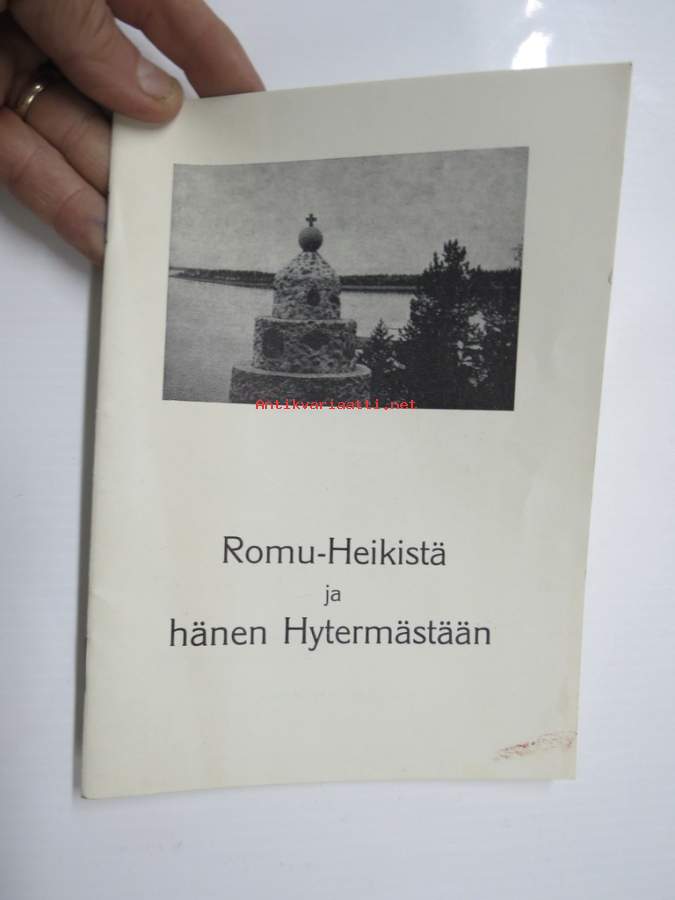 Antikvariaatti.net
Romu-Heikistä
ja
hänen Hytermästään